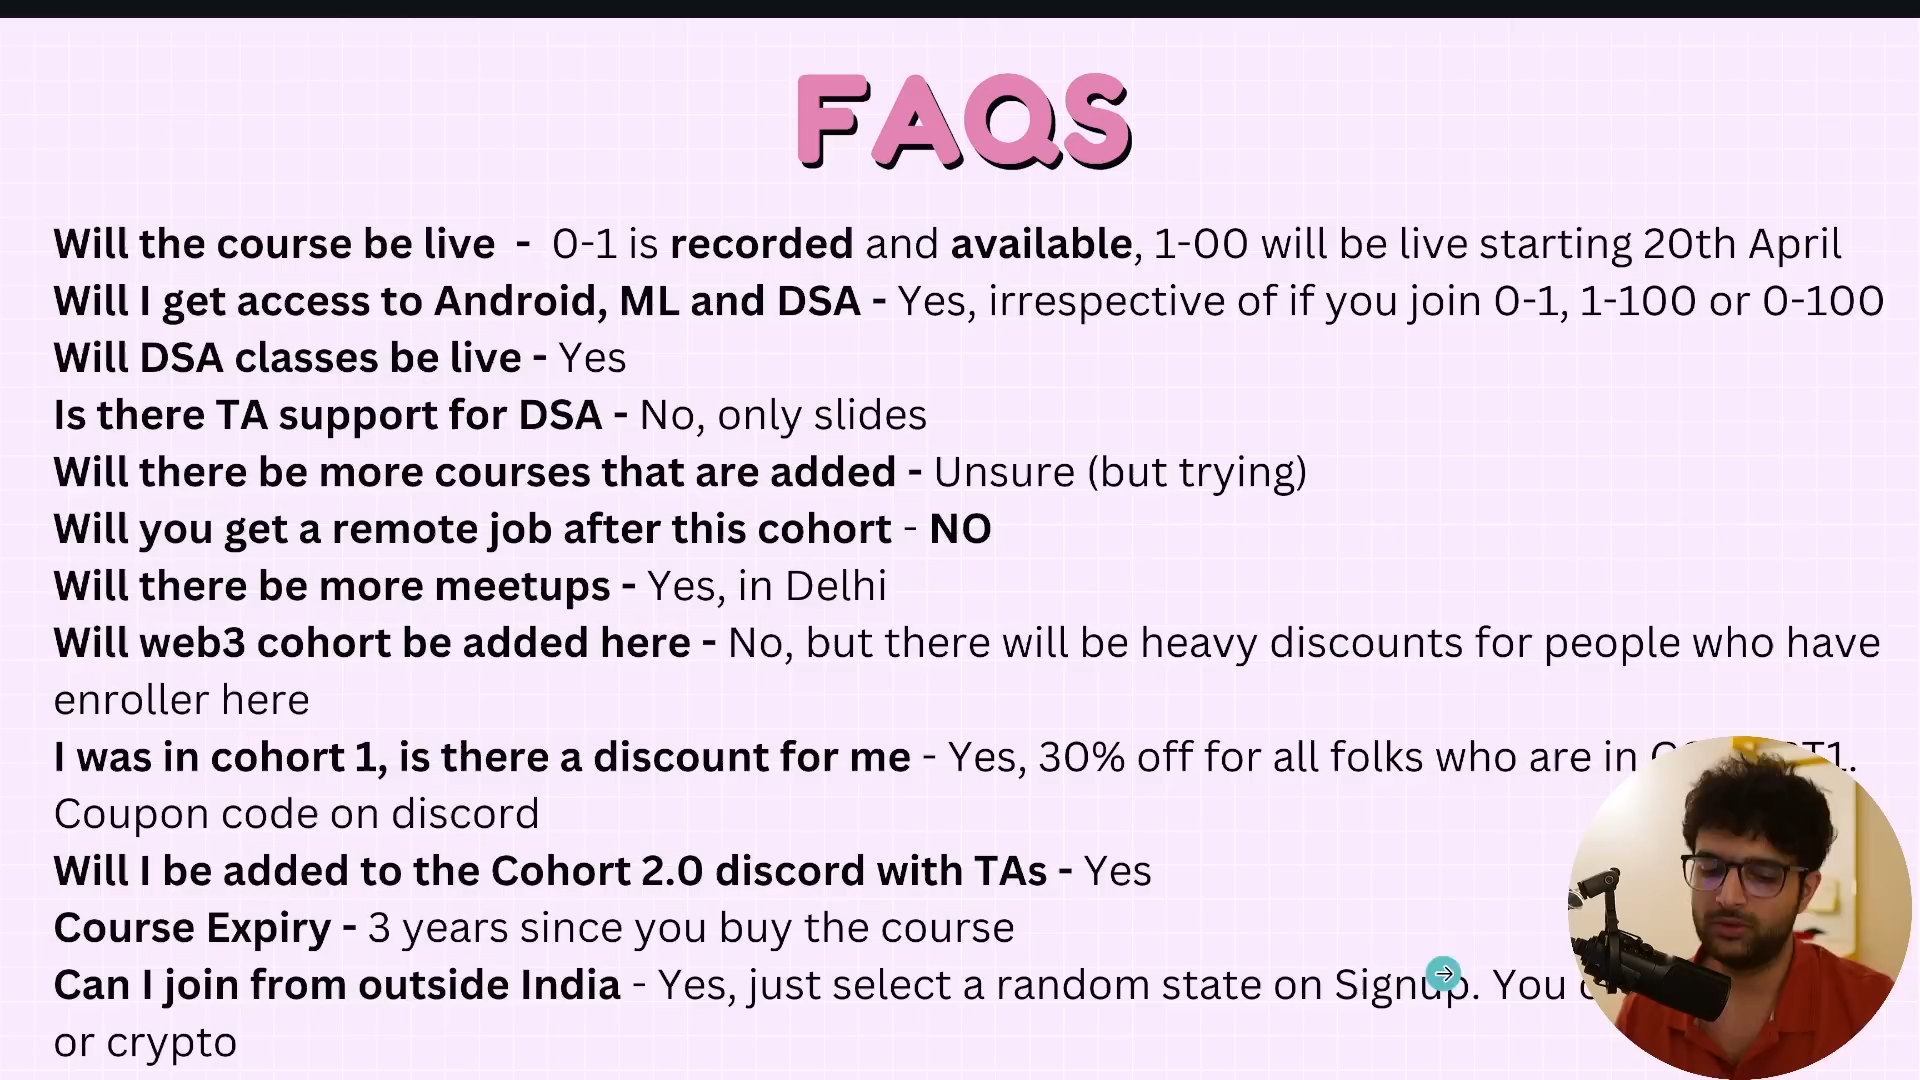 FAQS
Will the course be live - 0-1 is recorded and available, 1-00 will be live starting 20th April
Will I get access to Android, ML and DSA - Yes, irrespective of if you join 0-1, 1-100 or 0-100
Will DSA classes be live - Yes
Is there TA support for DSA - No, only slides
Will there be more courses that are added - Unsure (but trying)
Will you get a remote job after this cohort - NO
Will there be more meetups - Yes, in Delhi
Will web3 cohort be added here - No, but there will be heavy discounts for people who have
enroller here
I was in cohort 1, is there a discount for me - Yes, 30% off for all folks who are in
Coupon code on discord
Will I be added to the Cohort 2.0 discord with TAs - Yes
Course Expiry - 3 years since you buy the course
Can I join from outside India - Yes, just select a random state on Signup. You
or crypto